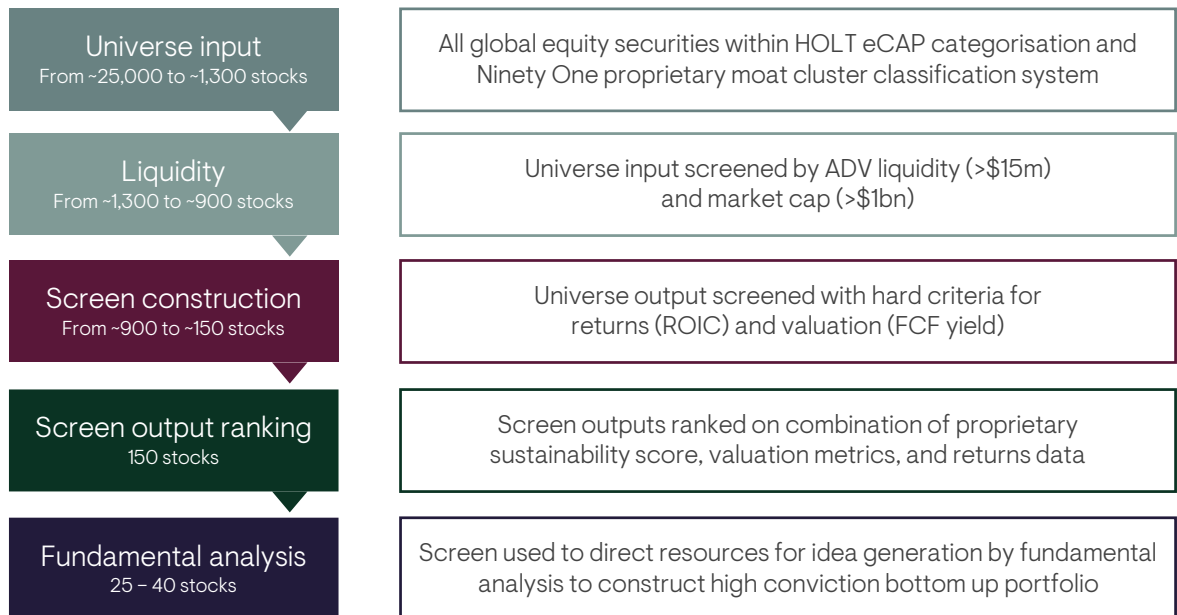 Universe input
From ~25,000 to ~1,300 stocks
All global equity securities within HOLT eCAP categorisation and
Ninety One proprietary moat cluster classification system
Liquidity
From ~1,300 to ~900 stocks
Universe input screened by ADV liquidity (>$15m)
and market cap (>$1bn)
Screen construction
From ~900 to ~150 stocks
Universe output screened with hard criteria for
returns (ROIC) and valuation (FCF yield)
Screen output ranking
150 stocks
Screen outputs ranked on combination of proprietary
sustainability score, valuation metrics, and returns data
Fundamental analysis
25 – 40 stocks
Screen used to direct resources for idea generation by fundamental
analysis to construct high conviction bottom up portfolio